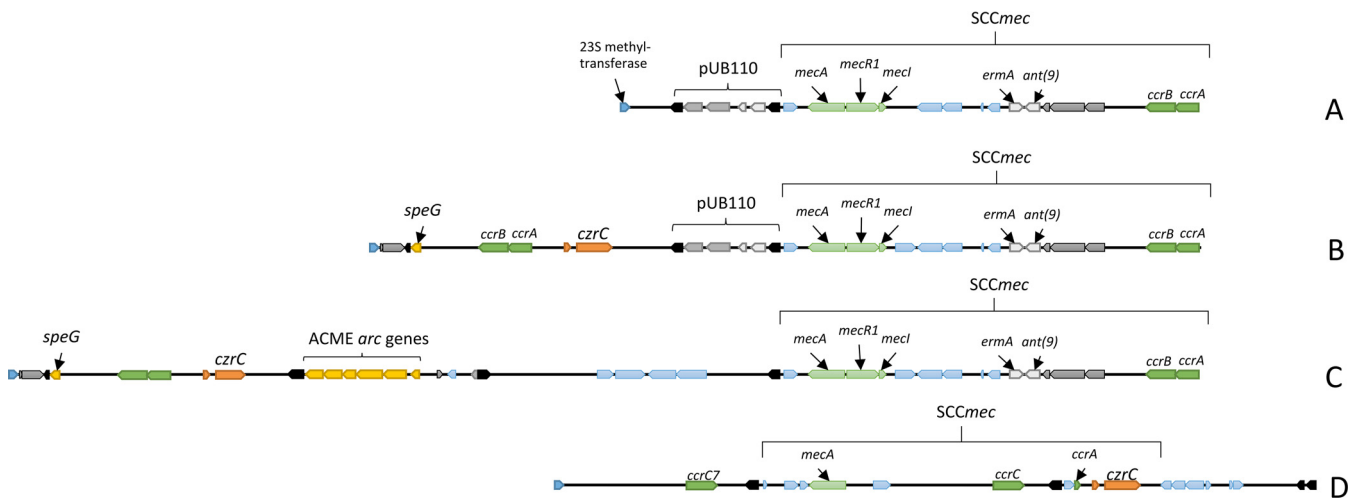 SCCmec
23S methyl-
transferase
pUB110
mecA mecR1 mecI
ermA ant(9)
ccrB ccrA
A
SCCmec
speG
ccrB ccrA
czrC
pUB110
mecA mecR1 mecI
ermA ant(9)
ccrB ccrA
B
SCCmec
speG
czrC
ACME arc genes
mecA mecR1 mecI
ermA ant(9)
ccrB ccrA
C
SCCmec
ccrC7
mecA
ccrC
ccrA
czrC
D